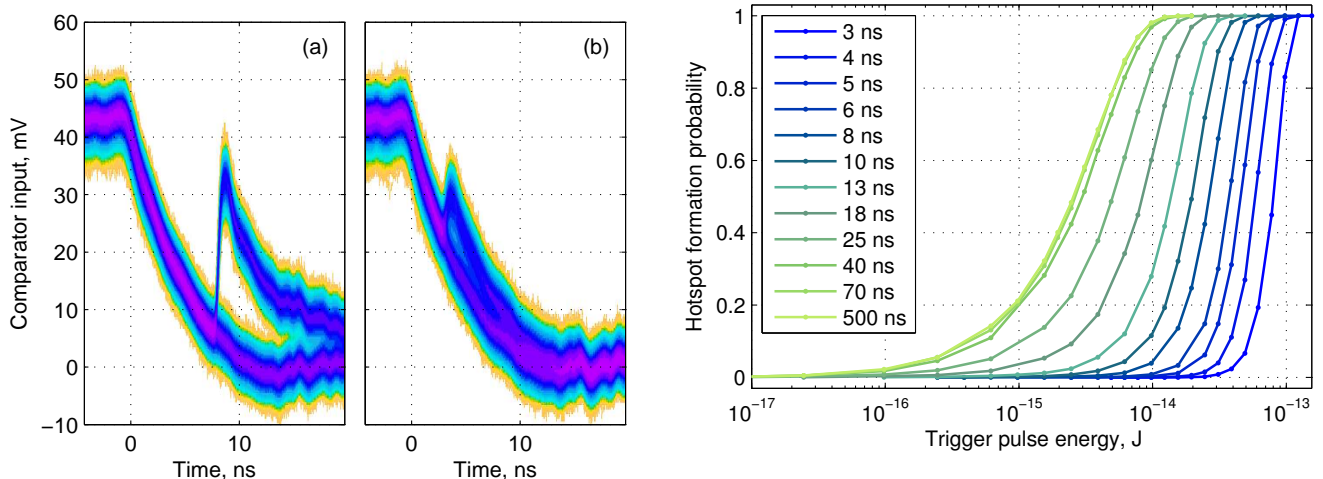 (a)
(b)
60
50
40
30
20
10
0
−10
Comparator input, mV
0
10
Time, ns
0
10
Time, ns
Hotspot formation probability
1
0.8
0.6
0.4
0.2
0
3 ns
4 ns
5 ns
6 ns
8 ns
10 ns
13 ns
18 ns
25 ns
40 ns
70 ns
500 ns
10−17
10−16
10−15
10−14
10−13
Trigger pulse energy, J